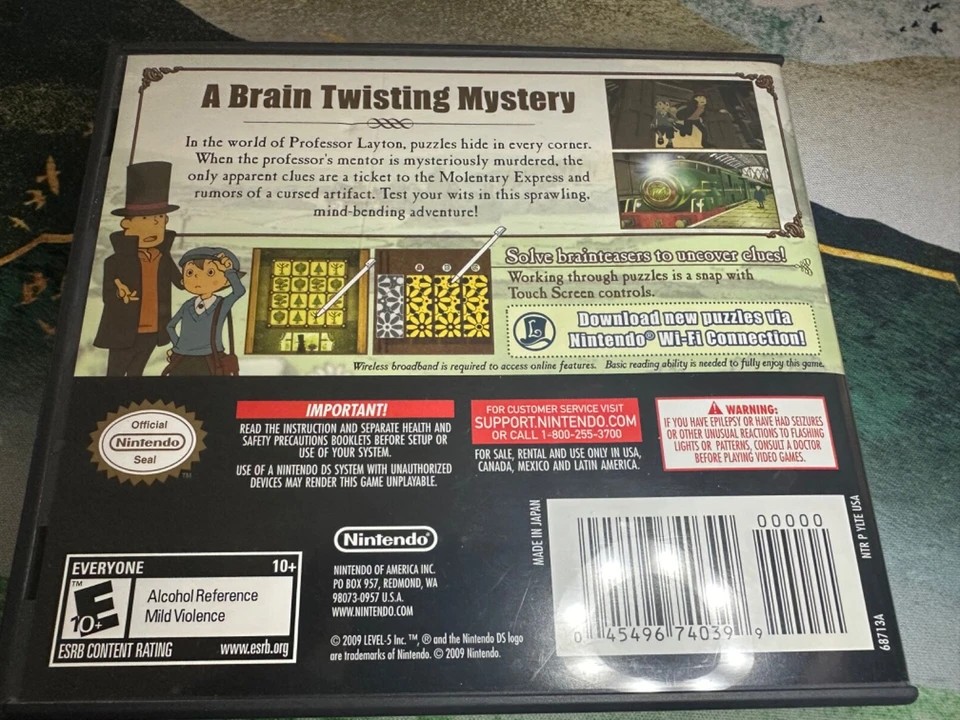 A Brain Twisting Mystery
In the world of Professor Layton, puzzles hide in every corner.
When the professor's mentor is mysteriously murdered, the
only apparent clues are a ticket to the Molentary Express and
rumors of a cursed artifact. Test your wits in this sprawling,
mind-bending adventure!
Solve brainteasers to uncover clues!
Working through puzzles is a snap with
Touch Screen controls.
Download new puzzles via
Nintendo® Wi-Fi Connection!
Wireless broadband is required to access online features. Basic reading ability is needed to fully enjoy this game.
Official
Nintendo
Seal
TM
IMPORTANT!
READ THE INSTRUCTION AND SEPARATE HEALTH AND
SAFETY PRECAUTIONS BOOKLETS BEFORE SETUP OR
USE OF YOUR SYSTEM.
USE OF A NINTENDO DS SYSTEM WITH UNAUTHORIZED
DEVICES MAY RENDER THIS GAME UNPLAYABLE.
FOR CUSTOMER SERVICE VISIT
SUPPORT.NINTENDO.COM
OR CALL 1-800-255-3700
FOR SALE, RENTAL AND USE ONLY IN USA,
CANADA, MEXICO AND LATIN AMERICA.
WARNING:
IF YOU HAVE EPILEPSY OR HAVE HAD SEIZURES
OR OTHER UNUSUAL REACTIONS TO FLASHING
LIGHTS OR PATTERNS, CONSULT A DOCTOR
BEFORE PLAYING VIDEO GAMES.
EVERYONE 10+
TM
E
10+
Alcohol Reference
Mild Violence
ESRB CONTENT RATING www.esrb.org
Nintendo®
NINTENDO OF AMERICA INC.
PO BOX 957, REDMOND, WA
98073-0957 U.S.A.
WWW.NINTENDO.COM
© 2009 LEVEL-5 Inc. ™, ® and the Nintendo DS logo
are trademarks of Nintendo. © 2009 Nintendo.
MADE IN JAPAN
00000
0 45496 74039 9
NTR P YLTE USA
68713A